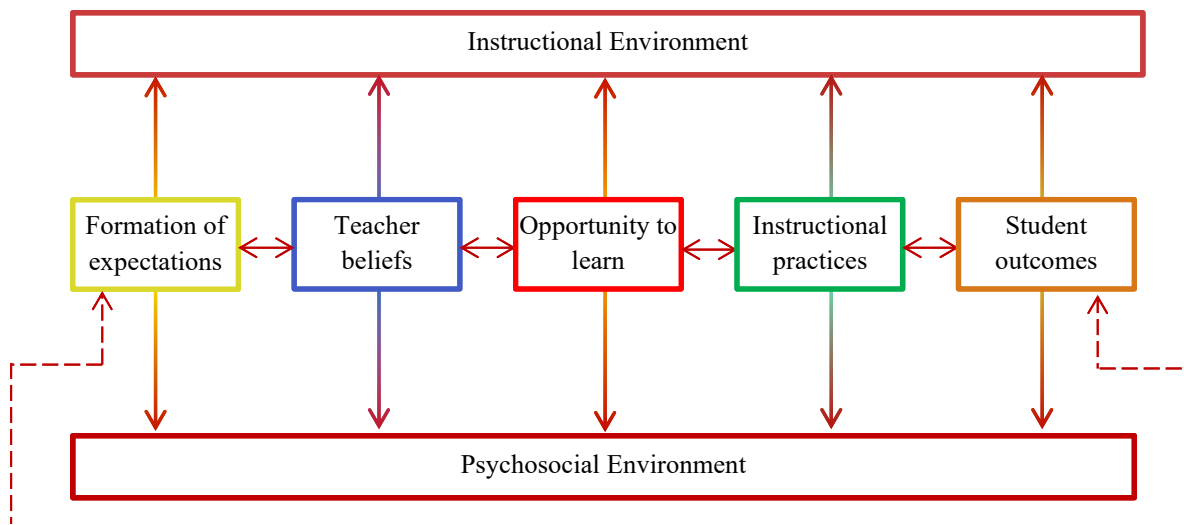 Instructional Environment
Formation of
expectations
Teacher
beliefs
Opportunity to
learn
Instructional
practices
Student
outcomes
Psychosocial Environment